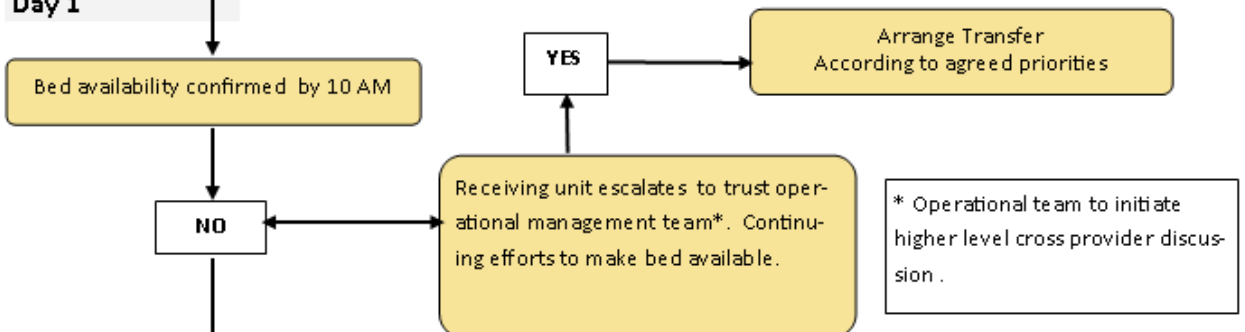 Day 1
Bed availability confirmed by 10 AM
YES
Arrange Transfer
According to agreed priorities
NO
Receiving unit escalates to trust oper-
ational management team*. Continu-
ing efforts to make bed available.
* Operational team to initiate
higher level cross provider discus-
sion .